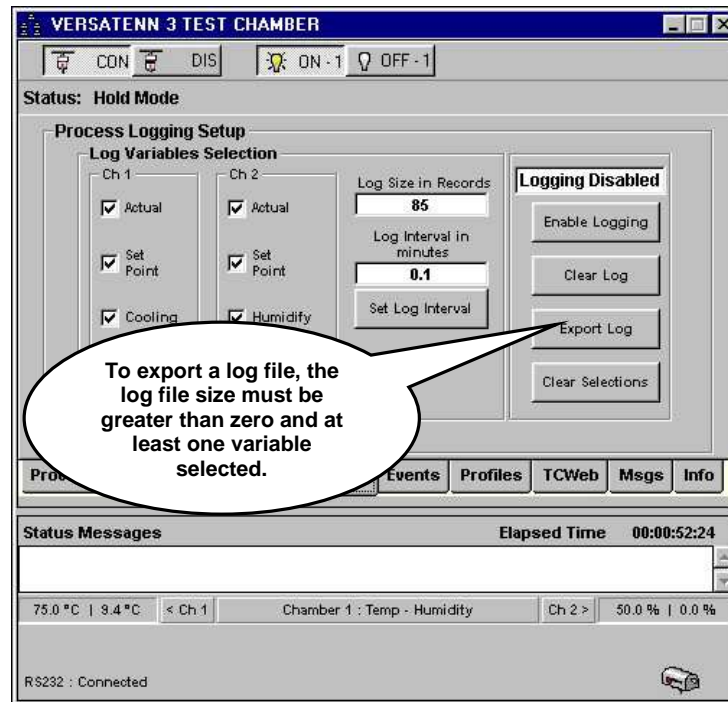 VERSATENN 3 TEST CHAMBER
CON DIS ON - 1 OFF - 1
Status: Hold Mode
Process Logging Setup
Log Variables Selection
Ch 1
Actual
Set
Point
Cooling
Ch 2
Actual
Set
Point
Humidify
Log Size in Records
85
Log Interval in
minutes
0.1
Set Log Interval
Logging Disabled
Enable Logging
Clear Log
Export Log
Clear Selections
To export a log file, the
log file size must be
greater than zero and at
least one variable
selected.
Events Profiles TCWeb Msgs Info
Status Messages Elapsed Time 00:00:52:24
75.0 °C | 9.4 °C < Ch 1 Chamber 1 : Temp - Humidity Ch 2 > 50.0 % | 0.0 %
RS232 : Connected